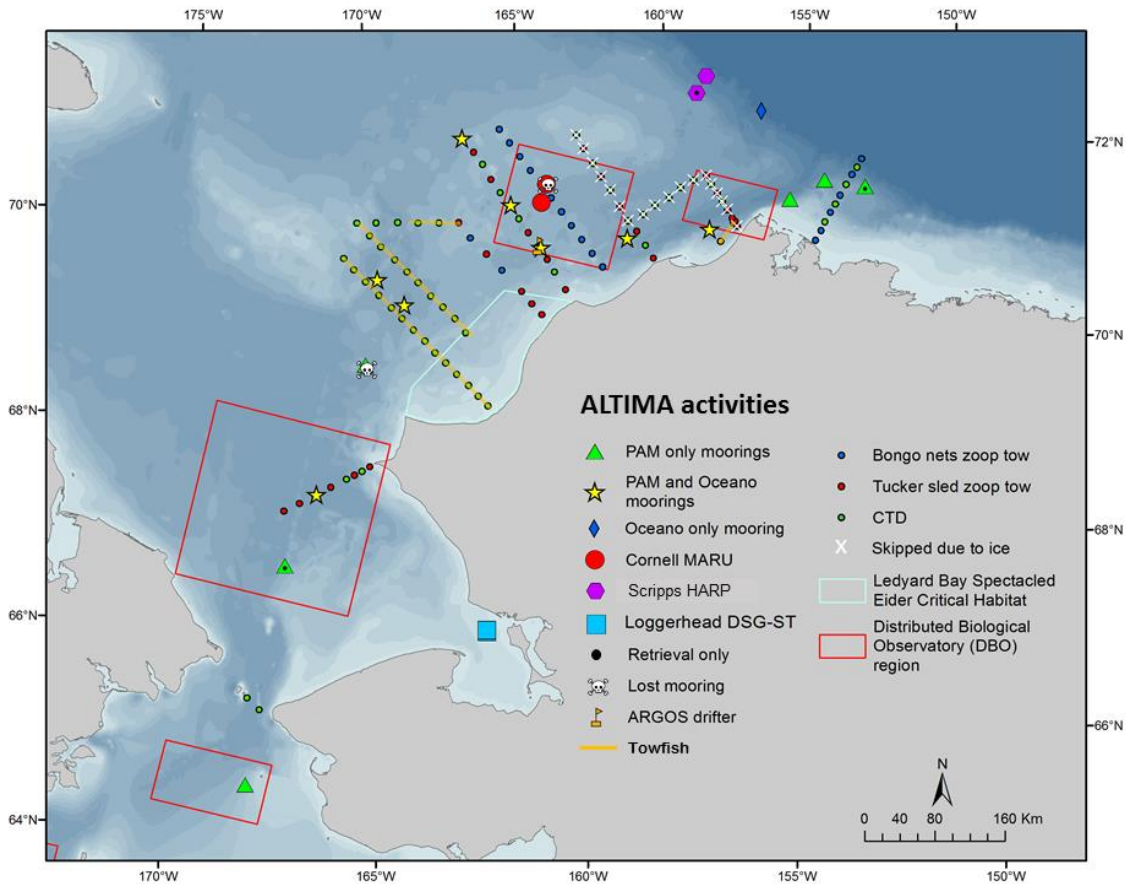 175°W 170°W 165°W 160°W 155°W 150°W
72°N
70°N
70°N
68°N
68°N
66°N
66°N
64°N
ALTIMA activities
PAM only moorings
PAM and Oceano
moorings
Oceano only mooring
Cornell MARU
Scripps HARP
Loggerhead DSG-ST
Retrieval only
Lost mooring
ARGOS drifter
Towfish
Bongo nets zoop tow
Tucker sled zoop tow
CTD
X Skipped due to ice
Ledyard Bay Spectacled
Eider Critical Habitat
Distributed Biological
Observatory (DBO)
region
N
0 40 80 160 Km
170°W 165°W 160°W 155°W 150°W